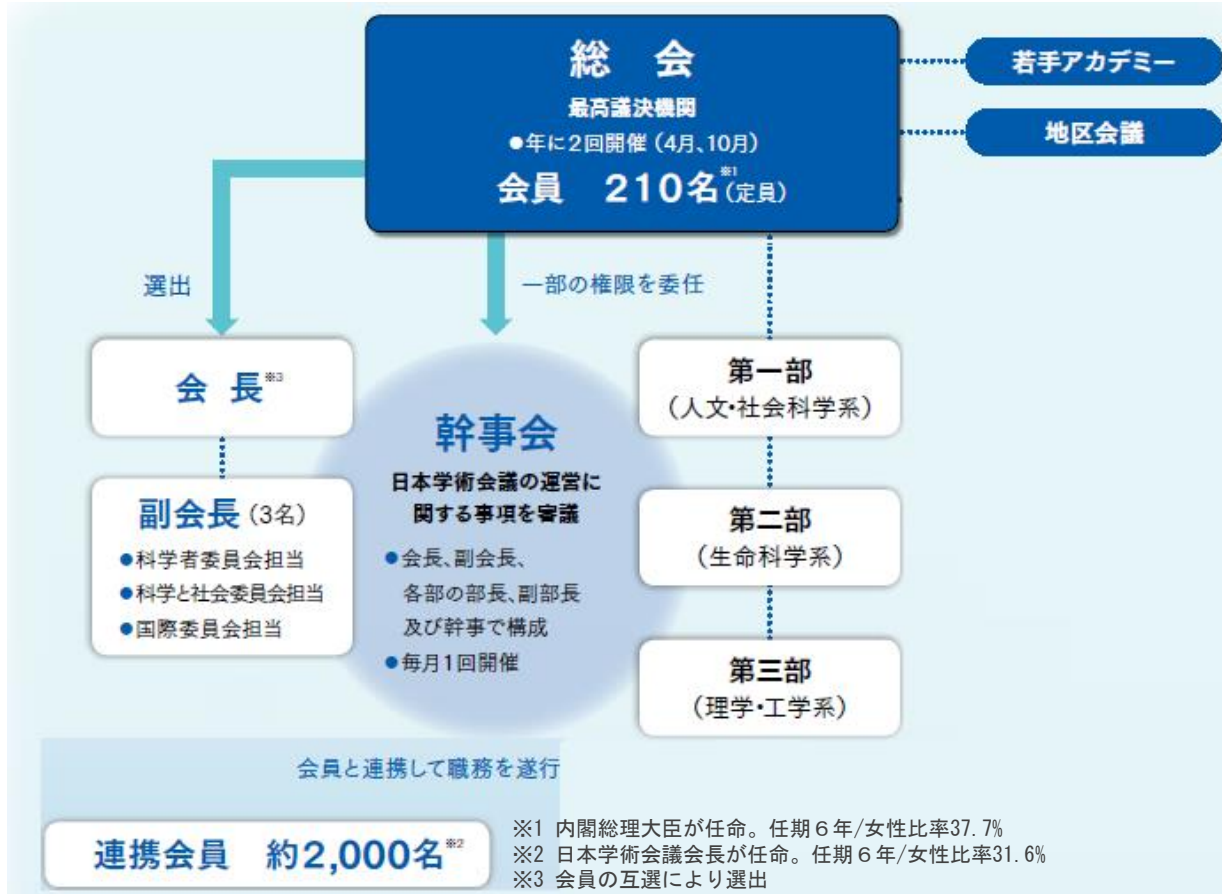 総 会
最高議決機関
●年に2回開催（4月、10月）
会員 210名※1（定員）
若手アカデミー
地区会議
選出
一部の権限を委任
会 長※3
副会長（3名）
●科学者委員会担当
●科学と社会委員会担当
●国際委員会担当
幹事会
日本学術会議の運営に
関する事項を審議
●会長、副会長、
各部の部長、副部長
及び幹事で構成
●毎月1回開催
第一部
（人文・社会科学系）
第二部
（生命科学系）
第三部
（理学・工学系）
会員と連携して職務を遂行
連携会員 約2,000名※2
※1 内閣総理大臣が任命。任期６年/女性比率37.7%
※2 日本学術会議会長が任命。任期６年/女性比率31.6%
※3 会員の互選により選出